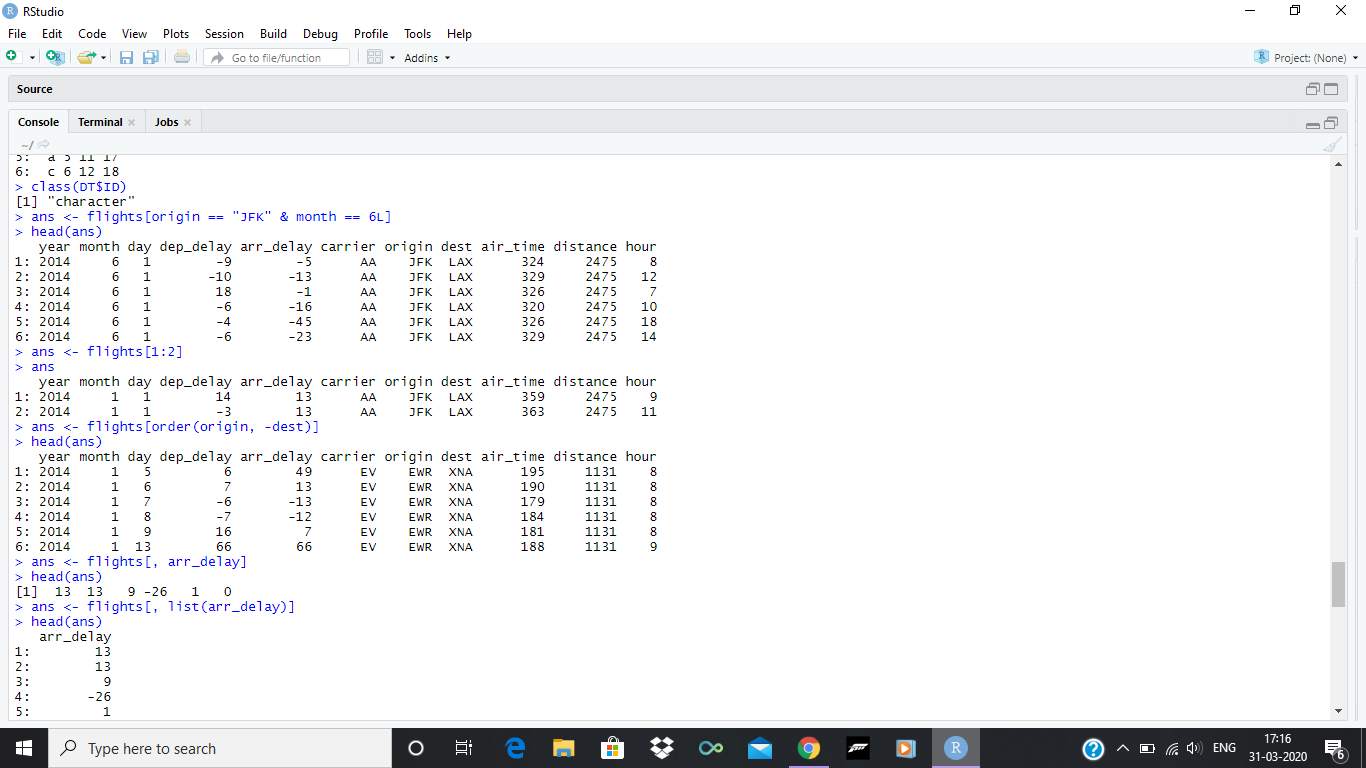 RStudio
File Edit Code View Plots Session Build Debug Profile Tools Help
Go to file/function Addins Project: (None)
Source
Console Terminal Jobs
~/
5: a 5 11 17
6: c 6 12 18
> class(DT$ID)
[1] "character"
> ans <- flights[origin == "JFK" & month == 6L]
> head(ans)
year month day dep_delay arr_delay carrier origin dest air_time distance hour
1: 2014 6 1 -9 -5 AA JFK LAX 324 2475 8
2: 2014 6 1 -10 -13 AA JFK LAX 329 2475 12
3: 2014 6 1 18 -1 AA JFK LAX 326 2475 7
4: 2014 6 1 -6 -16 AA JFK LAX 320 2475 10
5: 2014 6 1 -4 -45 AA JFK LAX 326 2475 18
6: 2014 6 1 -6 -23 AA JFK LAX 329 2475 14
> ans <- flights[1:2]
> ans
year month day dep_delay arr_delay carrier origin dest air_time distance hour
1: 2014 1 1 14 13 AA JFK LAX 359 2475 9
2: 2014 1 1 -3 13 AA JFK LAX 363 2475 11
> ans <- flights[order(origin, -dest)]
> head(ans)
year month day dep_delay arr_delay carrier origin dest air_time distance hour
1: 2014 1 5 6 49 EV EWR XNA 195 1131 8
2: 2014 1 6 7 13 EV EWR XNA 190 1131 8
3: 2014 1 7 -6 -13 EV EWR XNA 179 1131 8
4: 2014 1 8 -7 -12 EV EWR XNA 184 1131 8
5: 2014 1 9 16 7 EV EWR XNA 181 1131 8
6: 2014 1 13 66 66 EV EWR XNA 188 1131 9
> ans <- flights[, arr_delay]
> head(ans)
[1] 13 13 9 -26 1 0
> ans <- flights[, list(arr_delay)]
> head(ans)
arr_delay
1: 13
2: 13
3: 9
4: -26
5: 1
Type here to search
ENG
17:16
31-03-2020
6